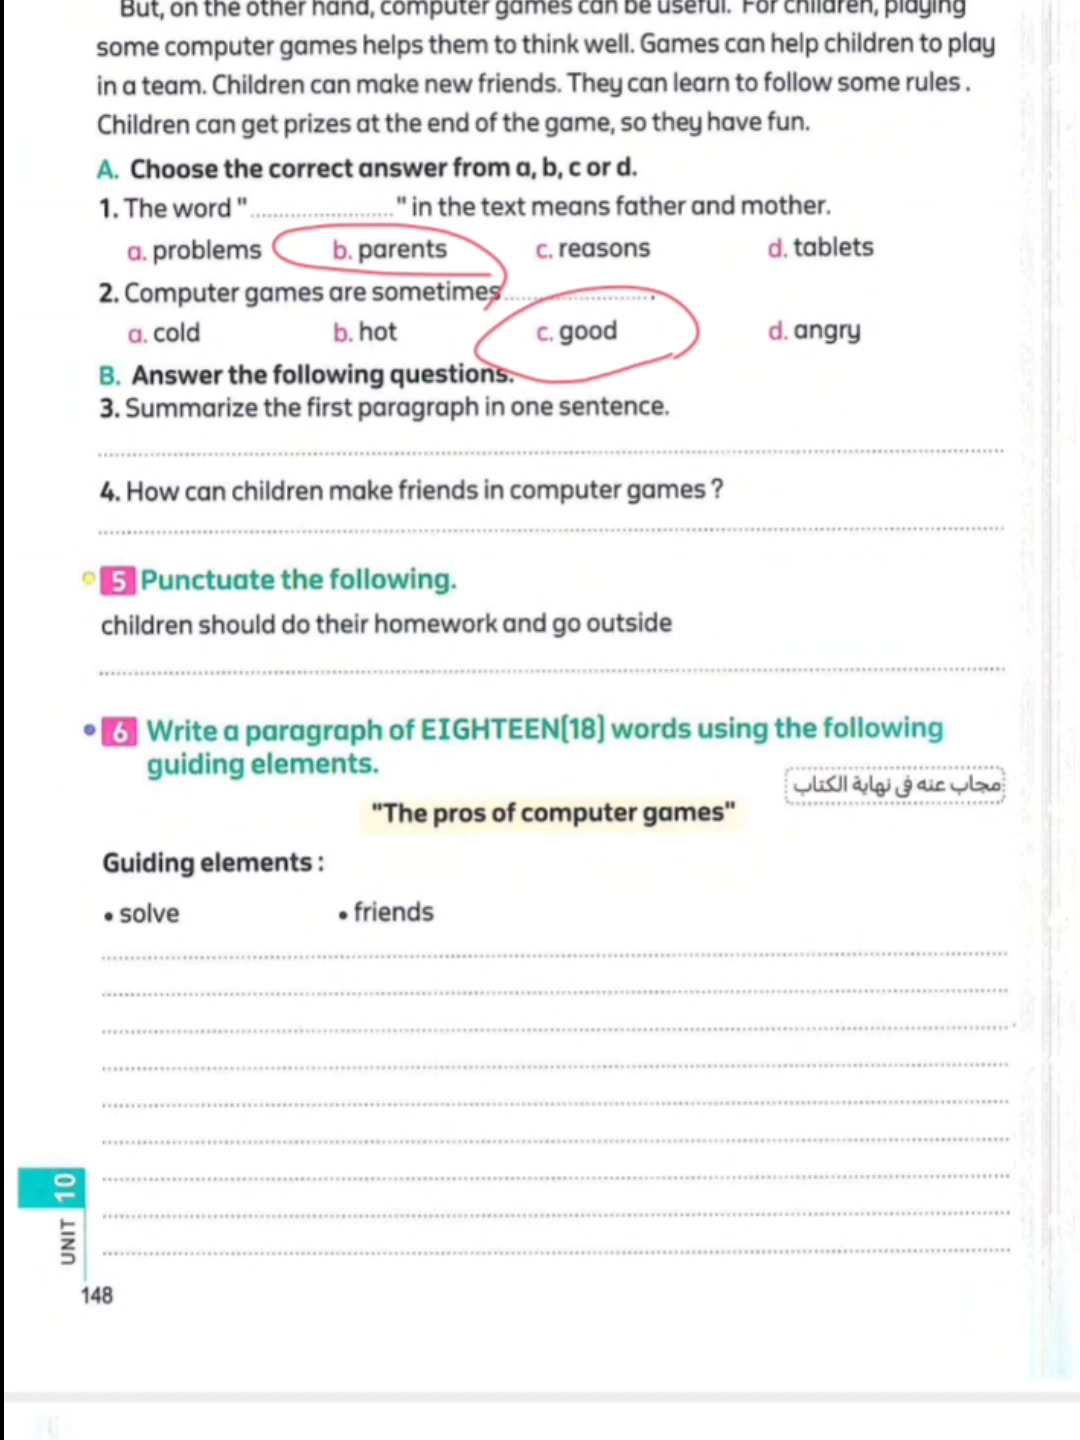 But, on the other hand, computer games can be useful. For children, playing
some computer games helps them to think well. Games can help children to play
in a team. Children can make new friends. They can learn to follow some rules .
Children can get prizes at the end of the game, so they have fun.
A. Choose the correct answer from a, b, c or d.
1. The word "......................" in the text means father and mother.
a. problems b. parents c. reasons d. tablets
2. Computer games are sometimes ....................... .
a. cold b. hot c. good d. angry
B. Answer the following questions.
3. Summarize the first paragraph in one sentence.
4. How can children make friends in computer games ?
5 Punctuate the following.
children should do their homework and go outside
6 Write a paragraph of EIGHTEEN(18) words using the following
guiding elements.
مجاب عنه فى نهاية الكتاب
"The pros of computer games"
Guiding elements :
• solve • friends
UNIT 10
148